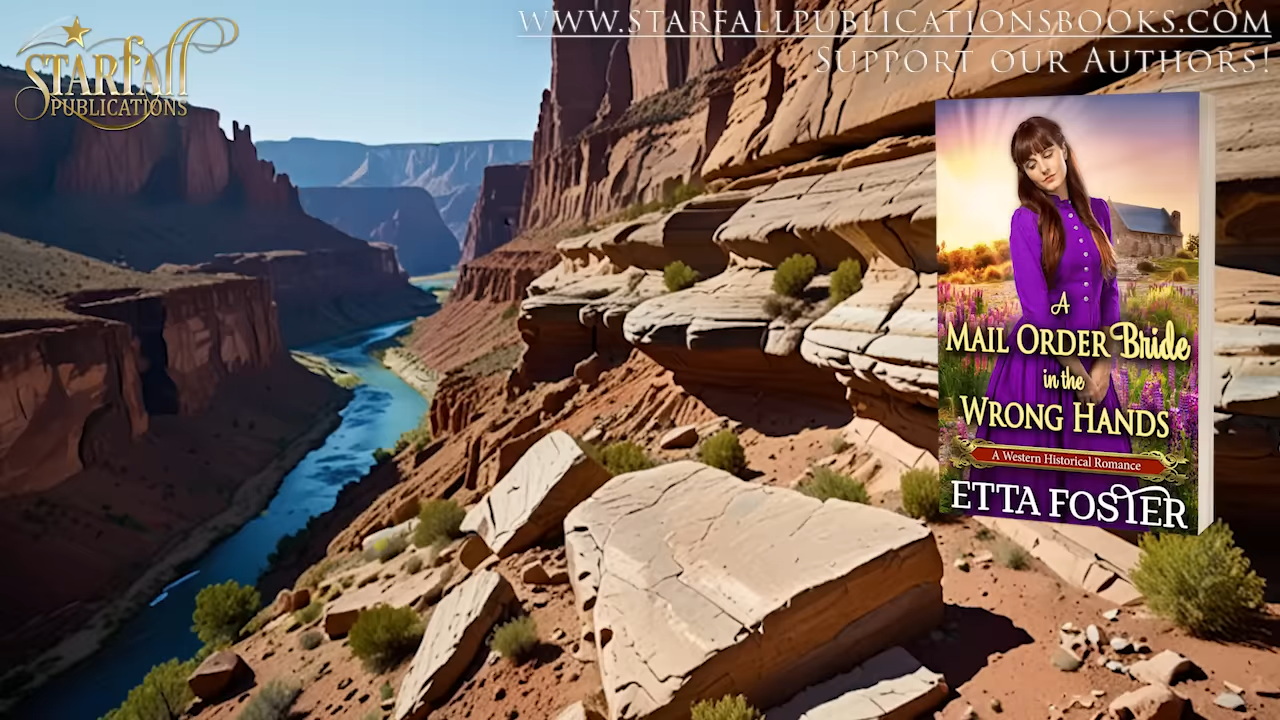 STARfall
PUBLICATIONS
www.starfallpublicationsbooks.com
Support our Authors!
A
MAIL ORDER Bride
in the
WRONG HANDS
A Western Historical Romance
ETTA FOSTER